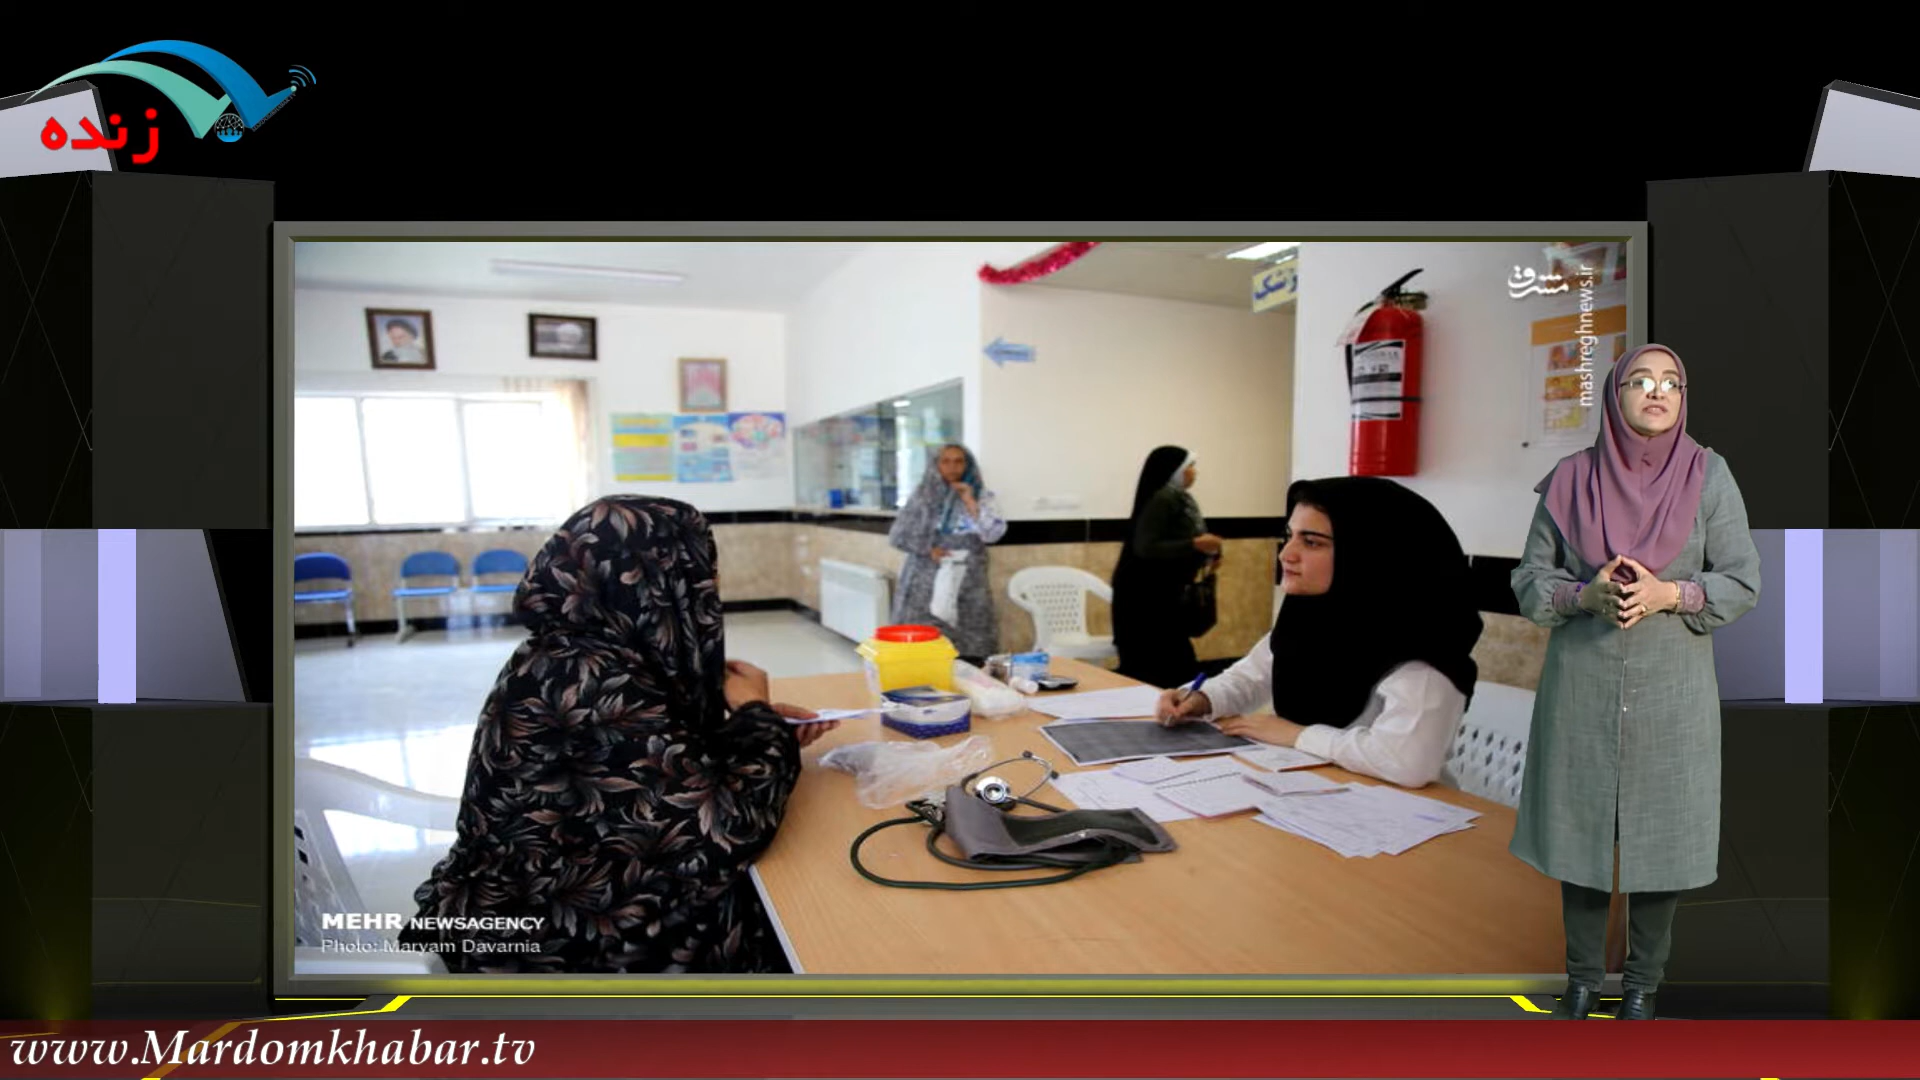 زنده
مشرق
mashreghnews.ir
MEHR NEWSAGENCY
Photo: Maryam Davarnia
www.Mardomkhabar.tv